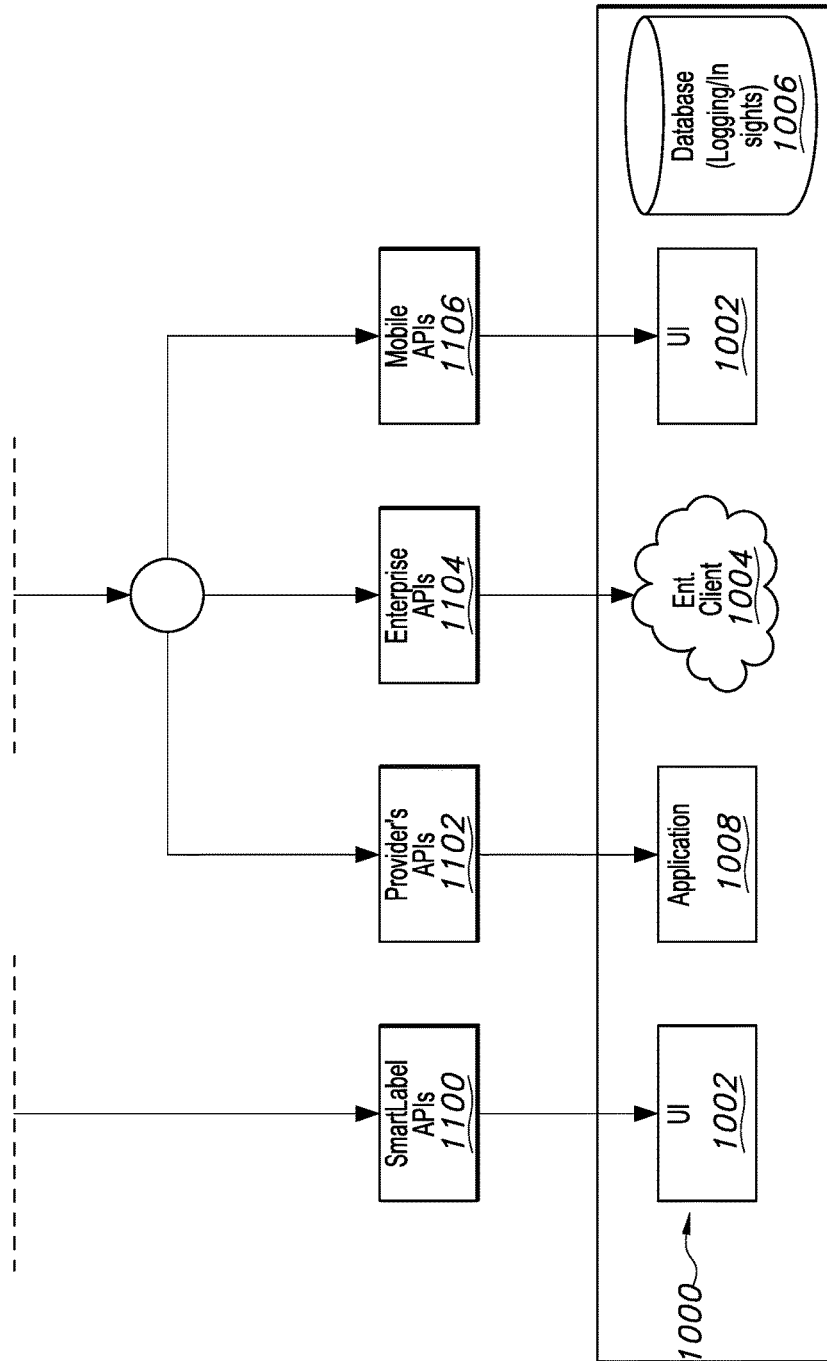 SmartLabel
APIs
1100
Provider's
APIs
1102
Enterprise
APIs
1104
Mobile
APIs
1106
1000
UI
1002
Application
1008
Ent.
Client
1004
UI
1002
Database
(Logging/In
sights)
1006